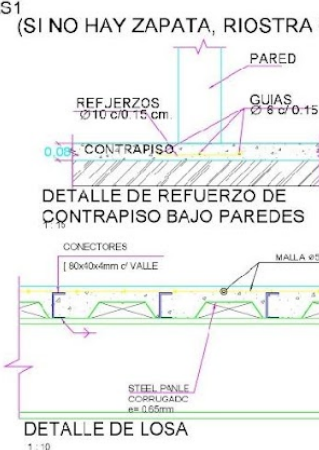 S1
(SI NO HAY ZAPATA, RIOSTRA
PARED
REFUERZOS
Ø10 c/0.15 cm.
GUIAS
Ø 8 c/0.15
0,08
CONTRAPISO
DETALLE DE REFUERZO DE
CONTRAPISO BAJO PAREDES
1 : 10
CONECTORES
[ 80x40x4mm c/ VALLE
MALLA ø5
STEEL PANLE
CORRUGADO
e= 0.65mm
DETALLE DE LOSA
1 : 10